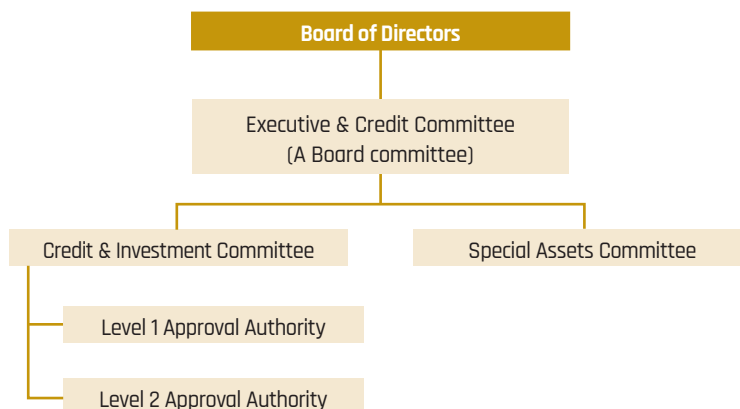 Board of Directors
Executive & Credit Committee
(A Board committee)
Credit & Investment Committee
Special Assets Committee
Level 1 Approval Authority
Level 2 Approval Authority